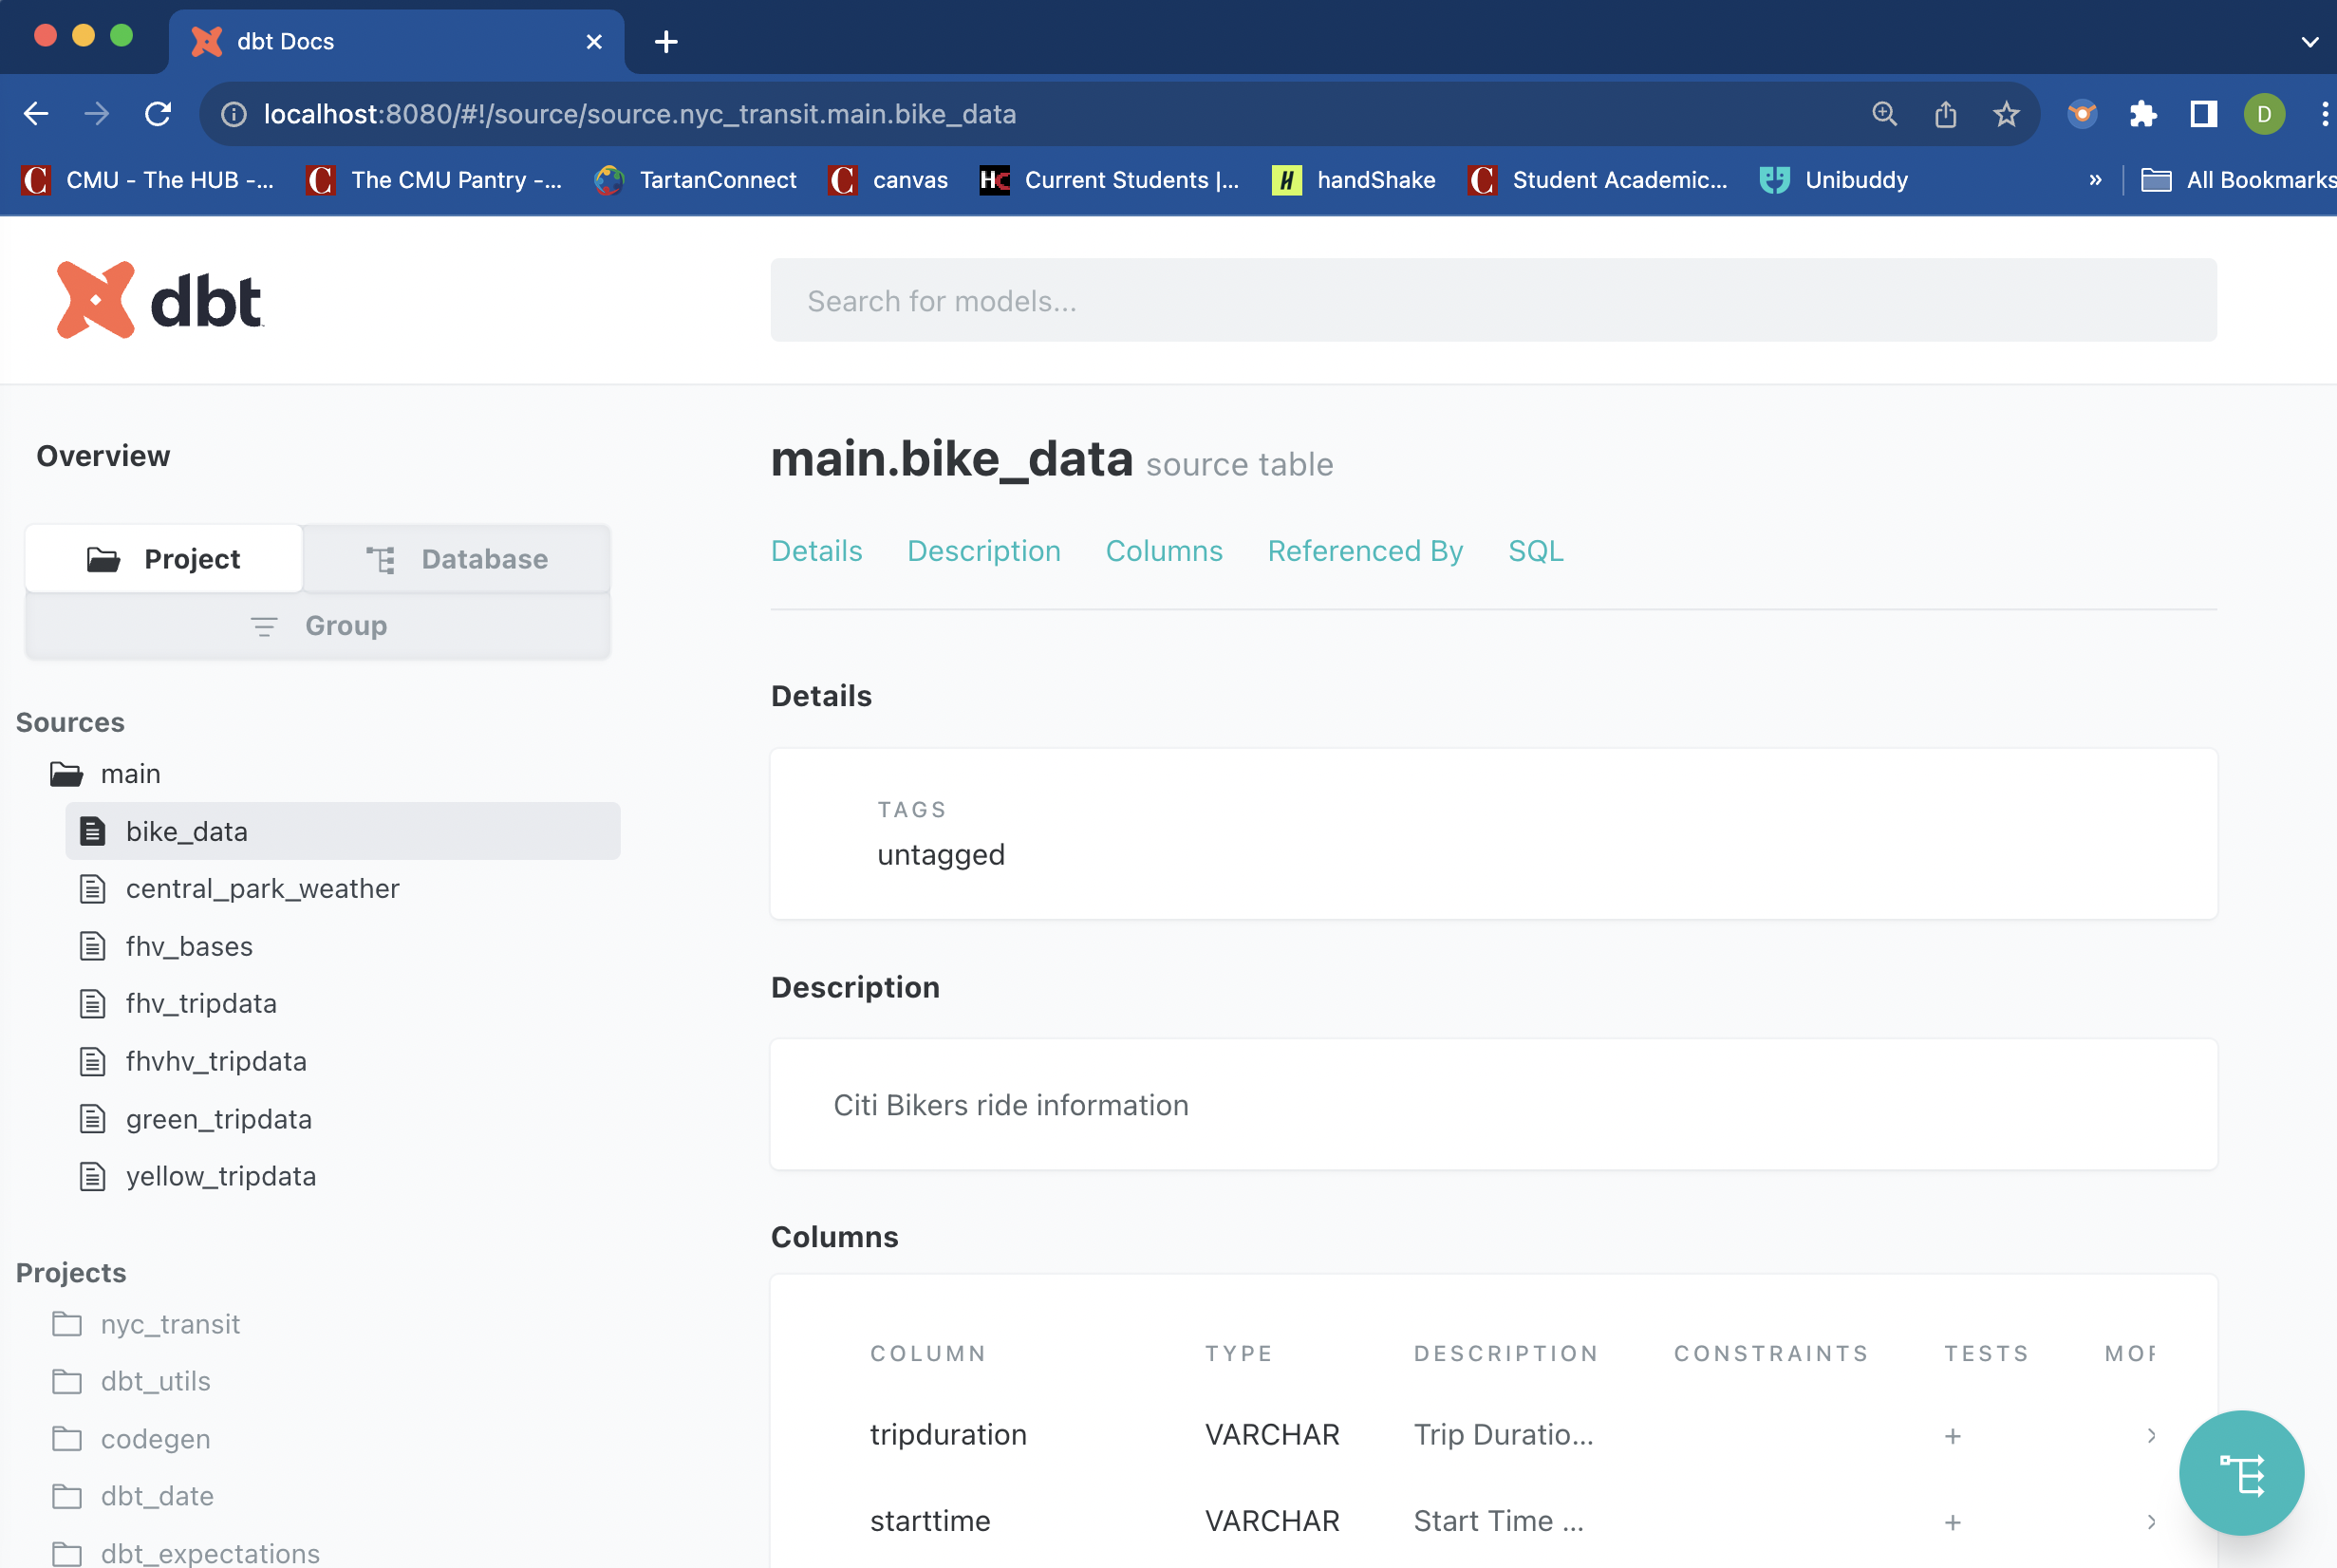 dbt Docs
localhost:8080/#!/source/source.nyc_transit.main.bike_data
D
CMU - The HUB -... The CMU Pantry -... TartanConnect canvas Current Students |... handShake Student Academic... Unibuddy » All Bookmarks
dbt
Search for models...
Overview
Project Database
Group
Sources
main
bike_data
central_park_weather
fhv_bases
fhv_tripdata
fhvhv_tripdata
green_tripdata
yellow_tripdata
Projects
nyc_transit
dbt_utils
codegen
dbt_date
dbt_expectations
main.bike_data source table
Details Description Columns Referenced By SQL
Details
TAGS
untagged
Description
Citi Bikers ride information
Columns
COLUMN TYPE DESCRIPTION CONSTRAINTS TESTS
tripduration VARCHAR Trip Duratio... +
starttime VARCHAR Start Time ... +